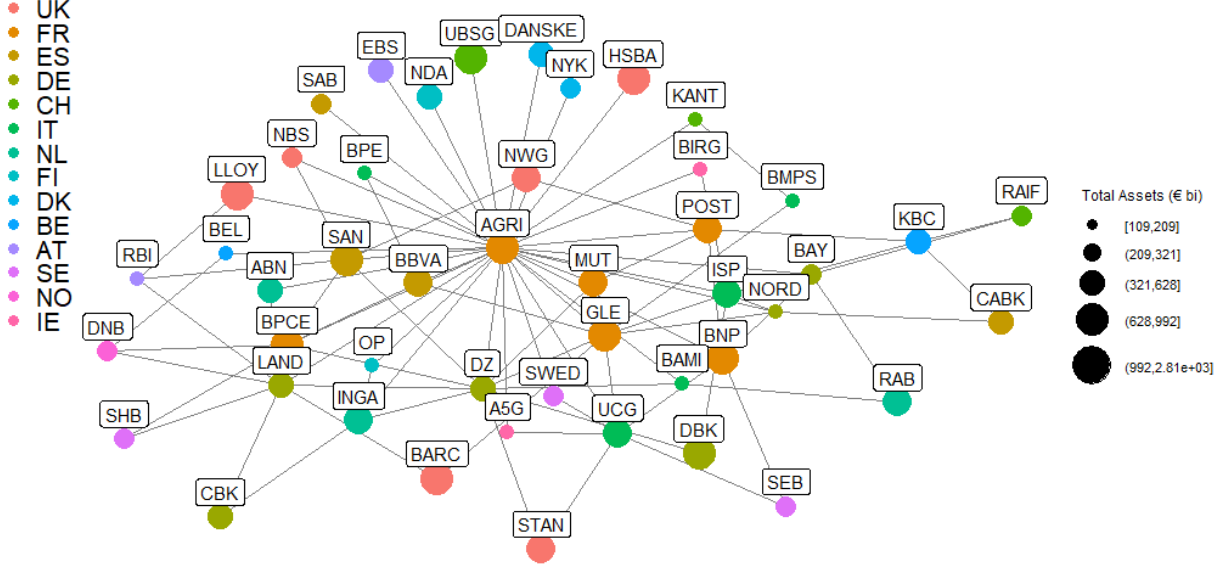 UK
FR
ES
DE
CH
IT
NL
FI
DK
BE
AT
SE
NO
IE
UBSG
DANSKE
EBS
NYK
HSBA
NDA
SAB
KANT
NBS
BPE
NWG
BIRG
LLOY
BMPS
RAIF
POST
KBC
AGRI
BEL
SAN
RBI
BBVA
MUT
BAY
ABN
ISP
NORD
CABK
BPCE
GLE
DNB
BNP
OP
LAND
DZ
BAMI
SWED
RAB
INGA
A5G
UCG
SHB
DBK
BARC
SEB
CBK
STAN
Total Assets (€ bi)
[109,209]
(209,321]
(321,628]
(628,992]
(992,2.81e+03]